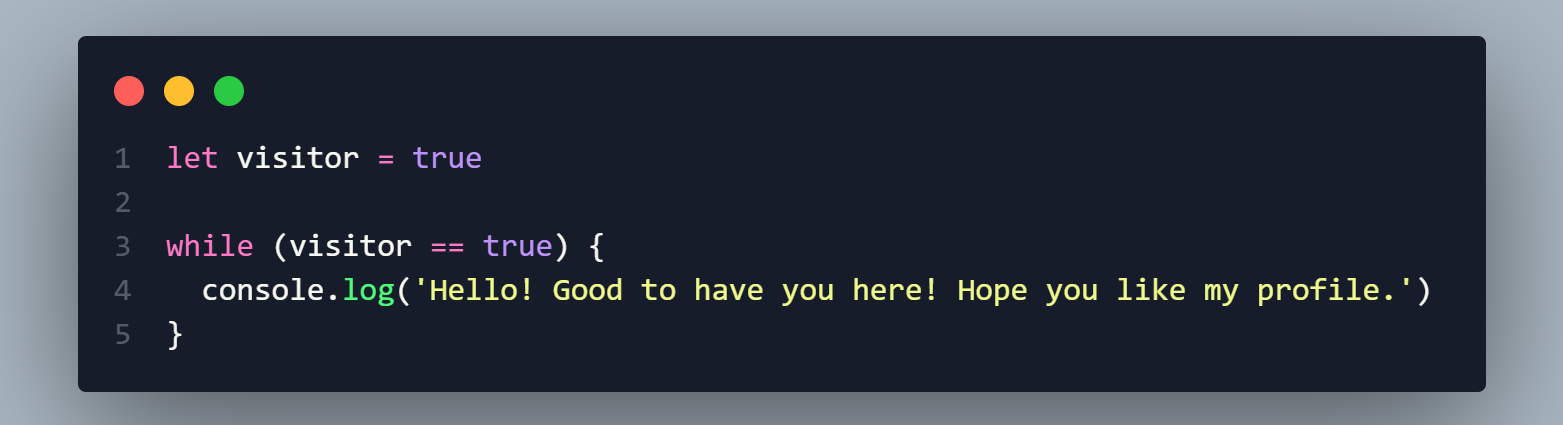 1 let visitor = true
2
3 while (visitor == true) {
4 console.log('Hello! Good to have you here! Hope you like my profile.')
5 }